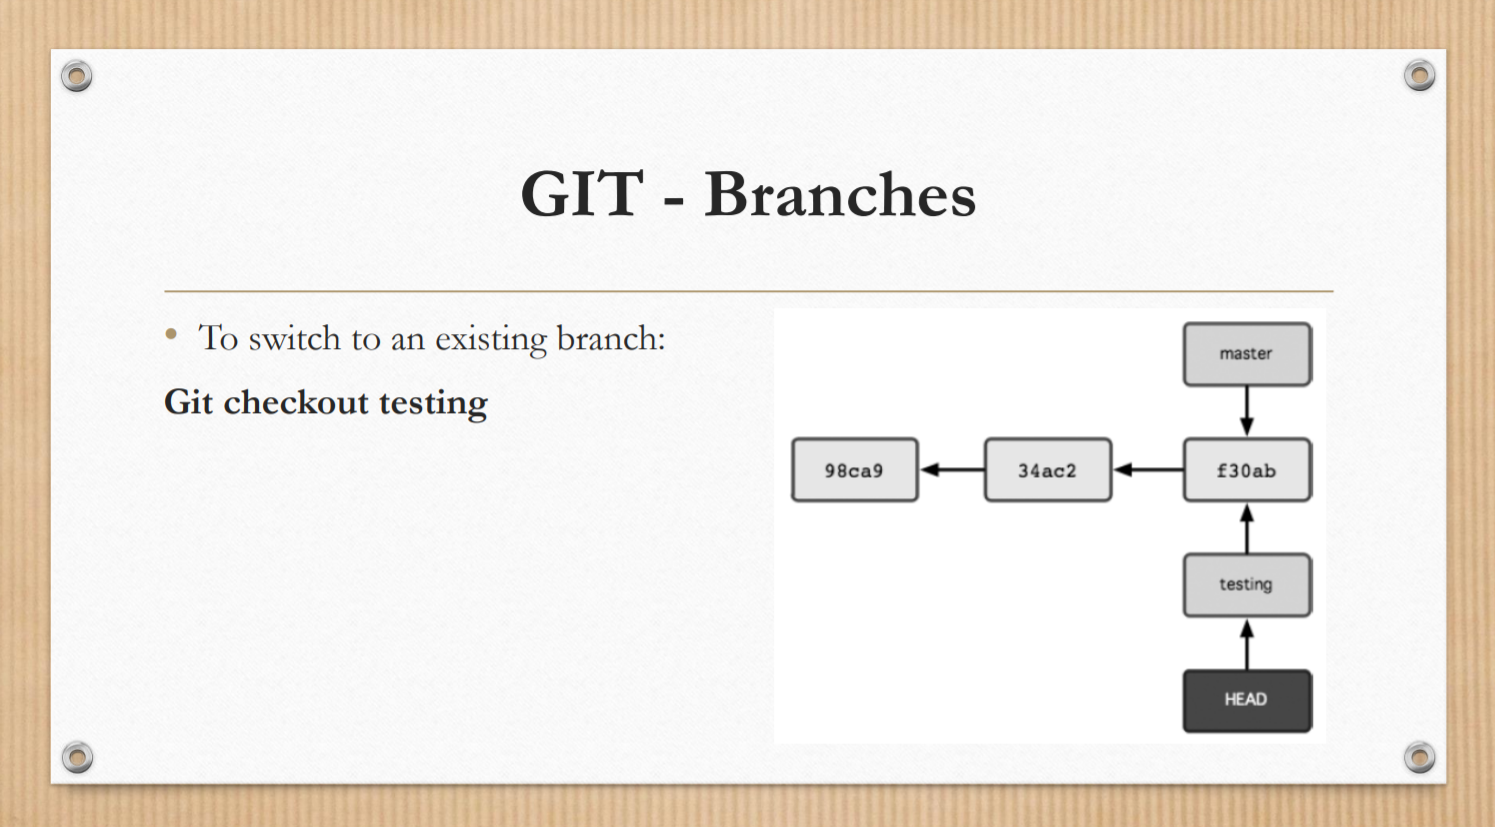 GIT - Branches
To switch to an existing branch:
Git checkout testing
master
98ca9
34ac2
f30ab
testing
HEAD